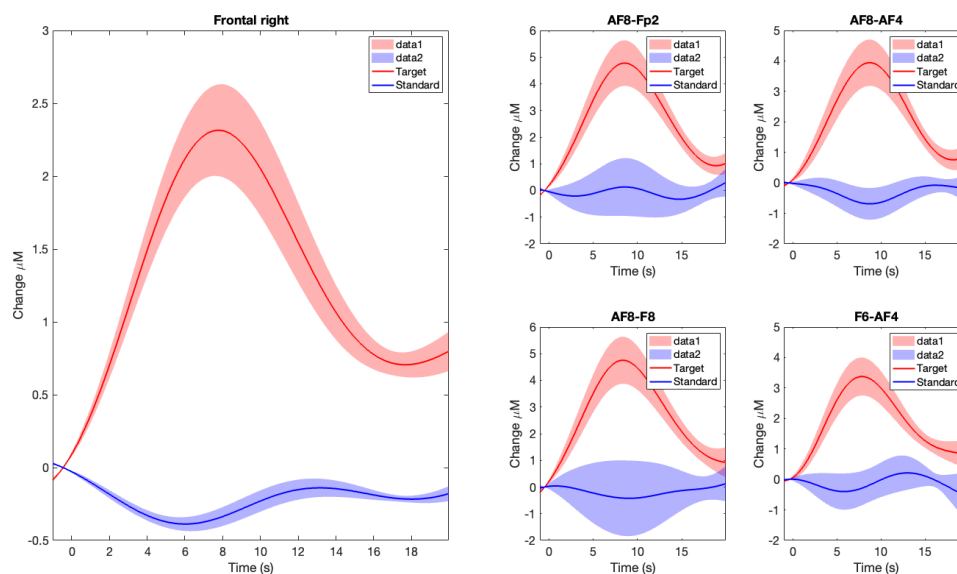 Frontal right
3
2.5
2
1.5
1
0.5
0
-0.5
0 2 4 6 8 10 12 14 16 18
Change μM
Time (s)
data1
data2
Target
Standard
AF8-Fp2
6
5
4
3
2
1
0
-1
-2
0 5 10 15
Change μM
Time (s)
data1
data2
Target
Standard
AF8-AF4
6
5
4
3
2
1
0
-1
-2
0 5 10 15
Change μM
Time (s)
data1
data2
Target
Standard
AF8-F8
6
5
4
3
2
1
0
-1
-2
0 5 10 15
Change μM
Time (s)
data1
data2
Target
Standard
F6-AF4
6
5
4
3
2
1
0
-1
-2
0 5 10 15
Change μM
Time (s)
data1
data2
Target
Standard